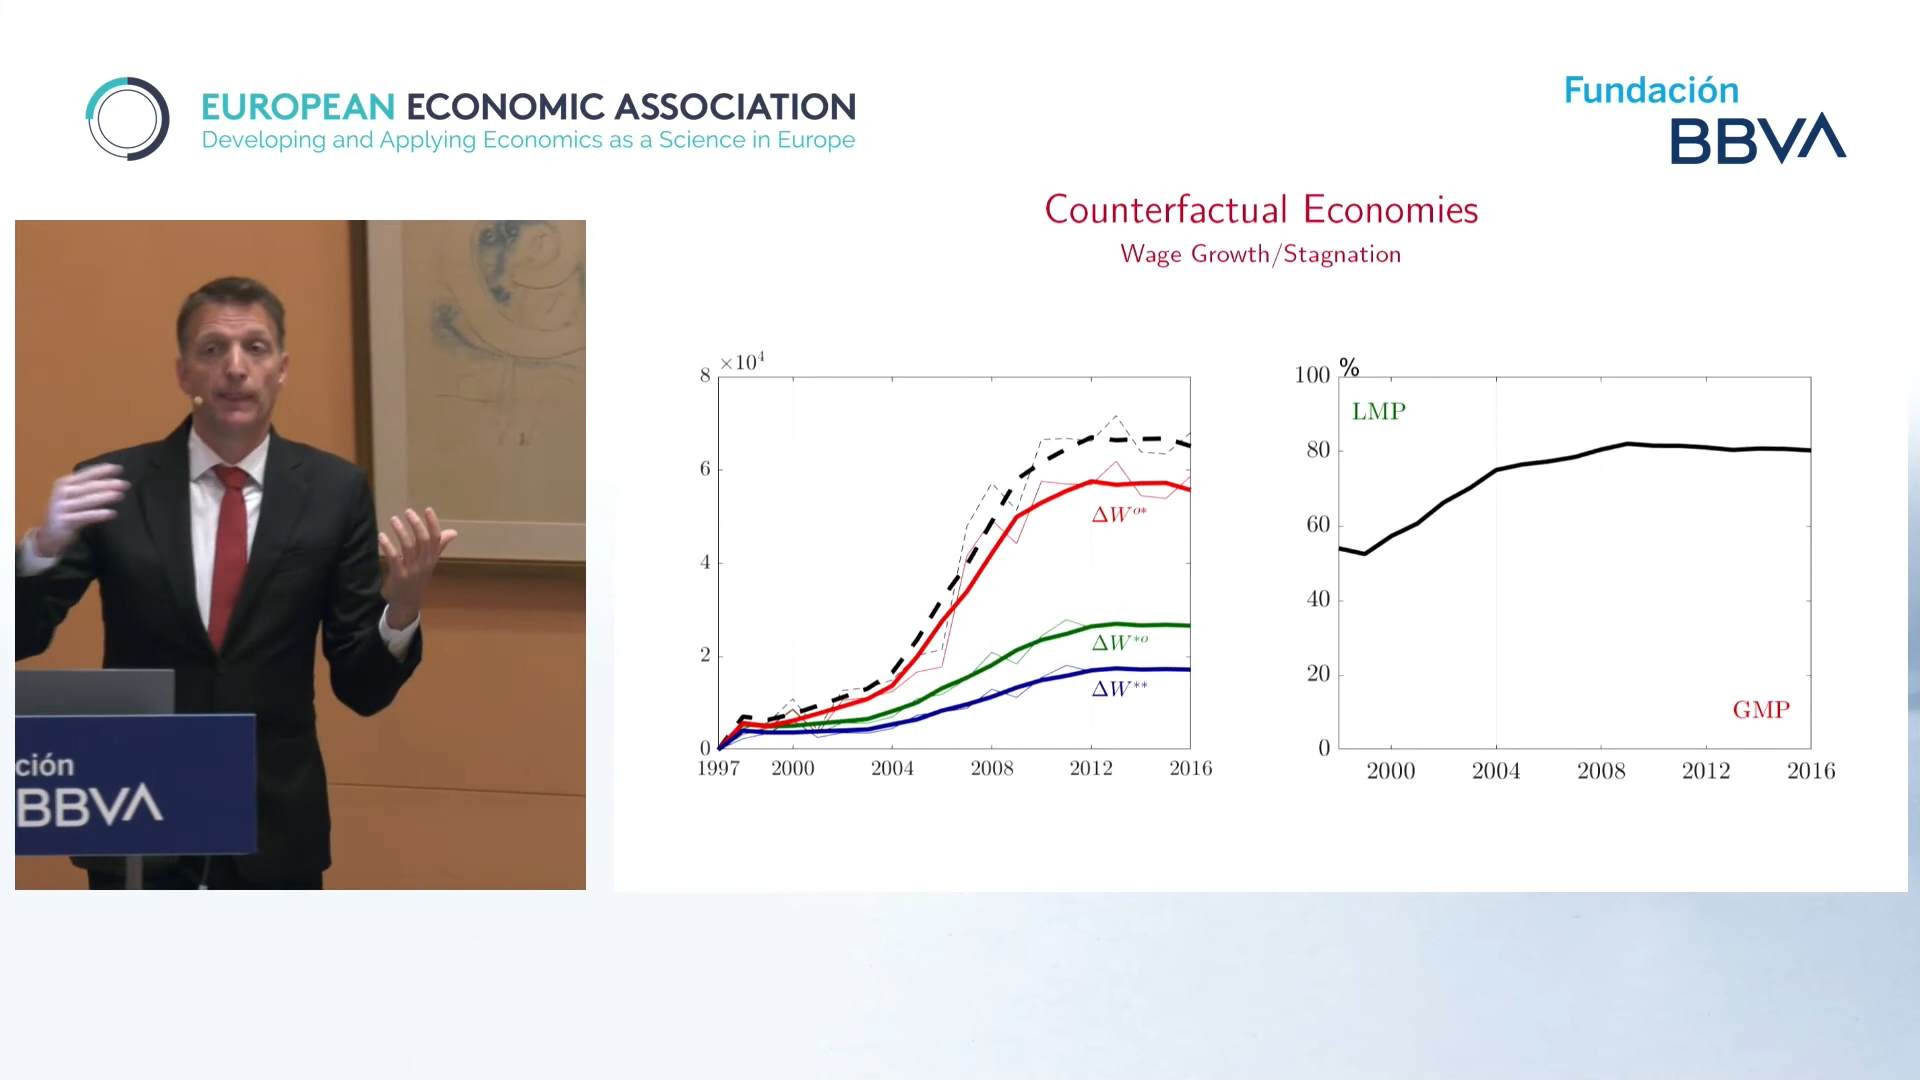 EUROPEAN ECONOMIC ASSOCIATION
Developing and Applying Economics as a Science in Europe
Fundación
BBVA
Counterfactual Economies
Wage Growth/Stagnation
×10⁴
8
6
4
2
0
1997 2000 2004 2008 2012 2016
ΔW°*
ΔW*°
ΔW**
%
100
80
60
40
20
0
2000 2004 2008 2012 2016
LMP
GMP
ción
BBVA